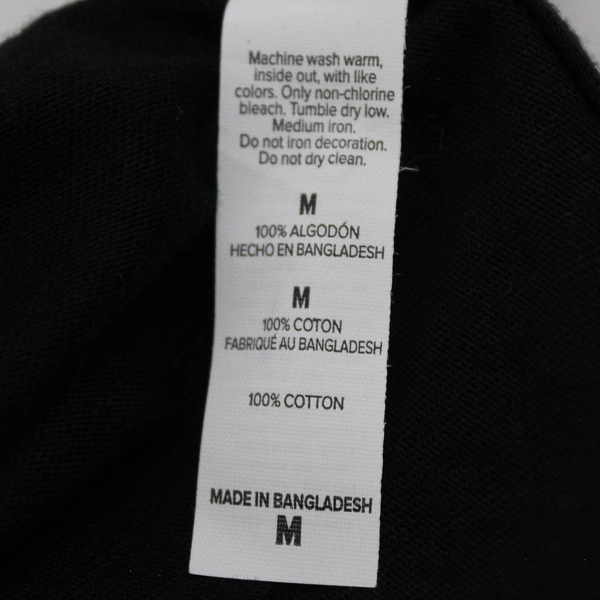 Machine wash warm,
inside out, with like
colors. Only non-chlorine
bleach. Tumble dry low.
Medium iron.
Do not iron decoration.
Do not dry clean.
M
100% ALGODÓN
HECHO EN BANGLADESH
M
100% COTON
FABRIQUÉ AU BANGLADESH
100% COTTON
MADE IN BANGLADESH
M